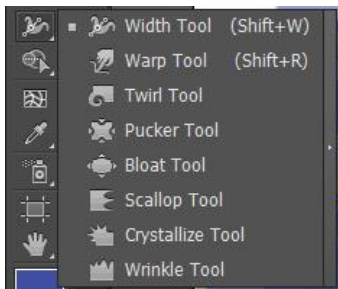 Width Tool (Shift+W)
Warp Tool (Shift+R)
Twirl Tool
Pucker Tool
Bloat Tool
Scallop Tool
Crystallize Tool
Wrinkle Tool